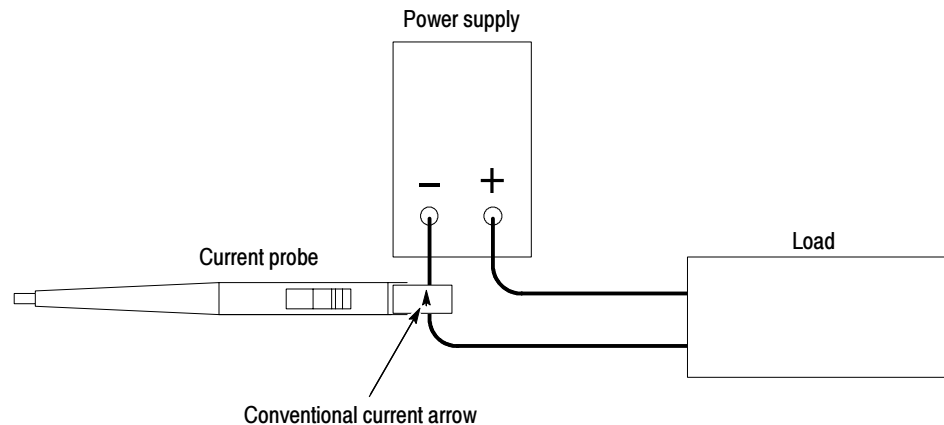 Power supply
− +
Current probe
Load
Conventional current arrow